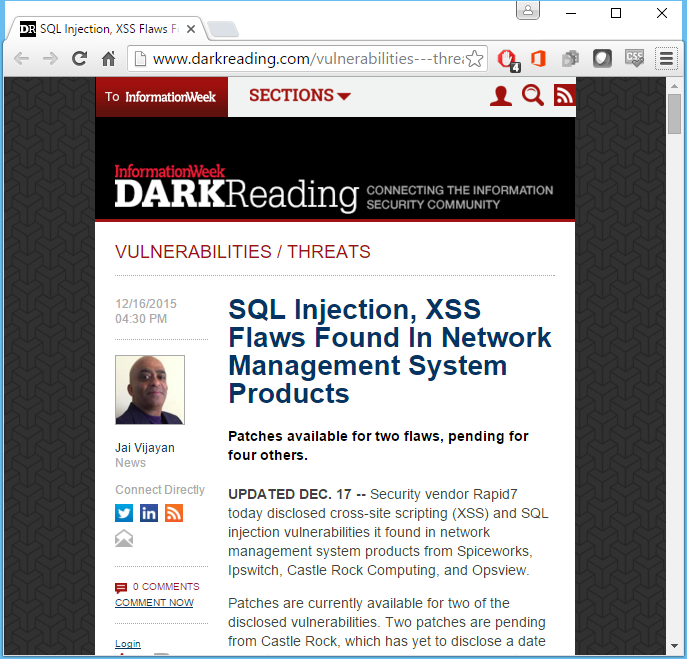 DR SQL Injection, XSS F
www.darkreading.com/vulnerabilities---threa
4
CSS
To InformationWeek
SECTIONS
InformationWeek
DARKReading
CONNECTING THE INFORMATION
SECURITY COMMUNITY
VULNERABILITIES / THREATS
12/16/2015
04:30 PM
Jai Vijayan
News
Connect Directly
0 COMMENTS
COMMENT NOW
Login
SQL Injection, XSS
Flaws Found In Network
Management System
Products
Patches available for two flaws, pending for
four others.
UPDATED DEC. 17 -- Security vendor Rapid7
today disclosed cross-site scripting (XSS) and SQL
injection vulnerabilities it found in network
management system products from Spiceworks,
Ipswitch, Castle Rock Computing, and Opsview.
Patches are currently available for two of the
disclosed vulnerabilities. Two patches are pending
from Castle Rock, which has yet to disclose a date